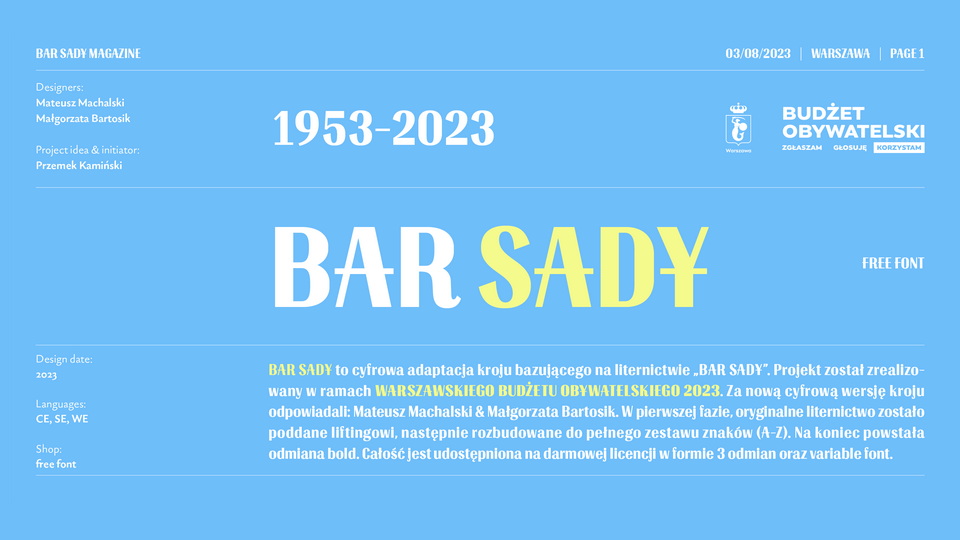 BAR SADY MAGAZINE
03/08/2023 | WARSZAWA | PAGE 1
Designers:
Mateusz Machalski
Małgorzata Bartosik
Project idea & initiator:
Przemek Kamiński
1953-2023
Warszawa
BUDŻET
OBYWATELSKI
ZGŁASZAM GŁOSUJĘ KORZYSTAM
BAR SADY
FREE FONT
Design date:
2023
Languages:
CE, SE, WE
Shop:
free font
BAR SADY to cyfrowa adaptacja kroju bazującego na liternictwie „BAR SADY”. Projekt został zrealizo-
wany w ramach WARSZAWSKIEGO BUDŻETU OBYWATELSKIEGO 2023. Za nową cyfrową wersję kroju
odpowiadali: Mateusz Machalski & Małgorzata Bartosik. W pierwszej fazie, oryginalne liternictwo zostało
poddane liftingowi, następnie rozbudowane do pełnego zestawu znaków (A-Z). Na koniec powstała
odmiana bold. Całość jest udostępniona na darmowej licencji w formie 3 odmian oraz variable font.